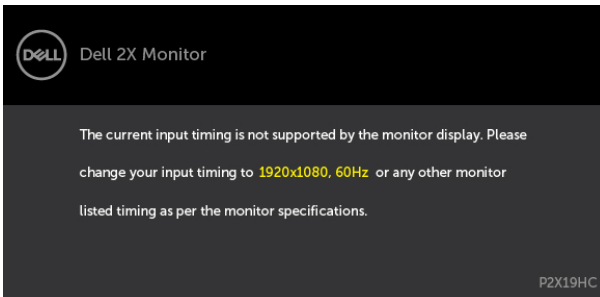 DELL
Dell 2X Monitor
The current input timing is not supported by the monitor display. Please
change your input timing to 1920x1080, 60Hz or any other monitor
listed timing as per the monitor specifications.
P2X19HC